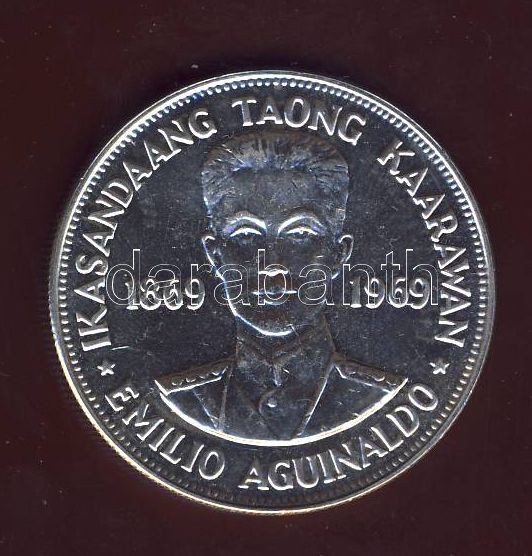 IKASANDAANG TAONG KAARAWAN
1869 1969
EMILIO AGUINALDO
darabanth